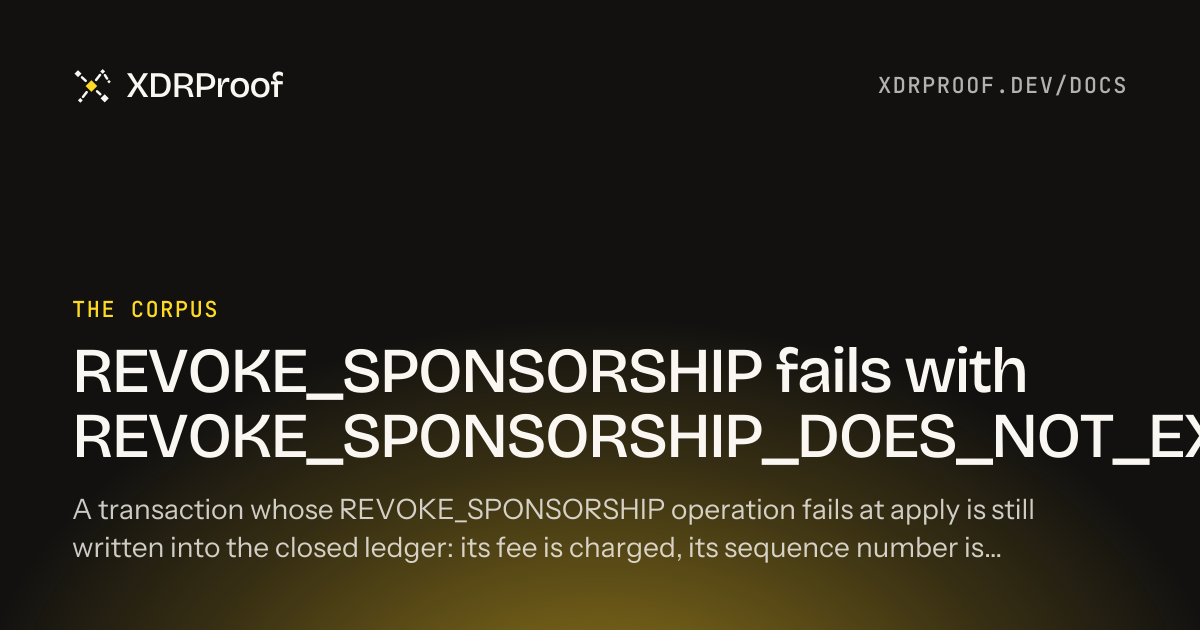 XDRProof
XDRPROOF.DEV/DOCS
THE CORPUS
REVOKE_SPONSORSHIP fails with
REVOKE_SPONSORSHIP_DOES_NOT_EX
A transaction whose REVOKE_SPONSORSHIP operation fails at apply is still
written into the closed ledger: its fee is charged, its sequence number is...